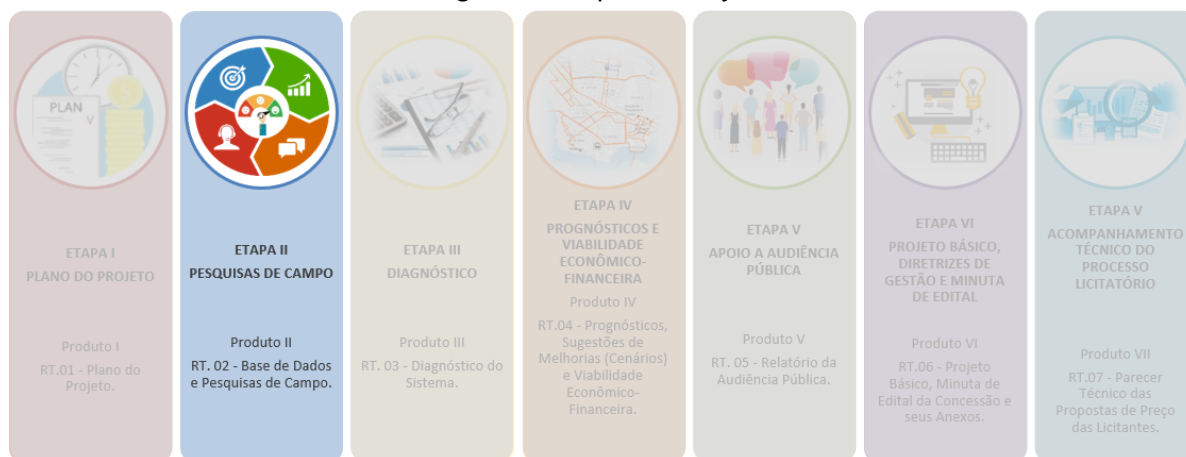 PLAN
ETAPA I
PLANO DO PROJETO
Produto I
RT.01 - Plano do
Projeto.
ETAPA II
PESQUISAS DE CAMPO
Produto II
RT. 02 - Base de Dados
e Pesquisas de Campo.
ETAPA III
DIAGNÓSTICO
Produto III
RT. 03 - Diagnóstico do
Sistema.
ETAPA IV
PROGNÓSTICOS E
VIABILIDADE
ECONÔMICO-
FINANCEIRA
Produto IV
RT.04 - Prognósticos,
Sugestões de
Melhorias (Cenários)
e Viabilidade
Econômico-
Financeira.
ETAPA V
APOIO A AUDIÊNCIA
PÚBLICA
Produto V
RT. 05 - Relatório da
Audiência Pública.
ETAPA VI
PROJETO BÁSICO,
DIRETRIZES DE
GESTÃO E MINUTA
DE EDITAL
Produto VI
RT.06 - Projeto
Básico, Minuta de
Edital da Concessão e
seus Anexos.
ETAPA V
ACOMPANHAMENTO
TÉCNICO DO
PROCESSO
LICITATÓRIO
Produto VII
RT.07 - Parecer
Técnico das
Propostas de Preço
das Licitantes.